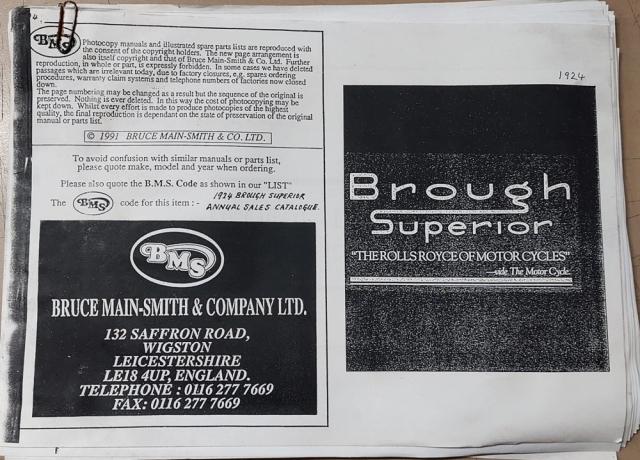 BMS
Photocopy manuals and illustrated spare parts lists are reproduced with
the consent of the copyright holders. The new page arrangement is
also itself copyright and that of Bruce Main-Smith & Co. Ltd. Further
reproduction, in whole or part, is expressly forbidden. In some cases we have deleted
passages which are irrelevant today, due to factory closures, e.g. spares ordering
procedures, warranty claim systems and telephone numbers of factories now closed
down.
The page numbering may be changed as a result but the sequence of the original is
preserved. Nothing is ever deleted. In this way the cost of photocopying may be
kept down. Whilst every effort is made to produce photocopies of the highest
quality, the final reproduction is dependant on the state of preservation of the original
manual or parts list.
© 1991 BRUCE MAIN-SMITH & CO. LTD.
To avoid confusion with similar manuals or parts list,
please quote make, model and year when ordering.
Please also quote the B.M.S. Code as shown in our "LIST"
The BMS code for this item : - 1924 BROUGH SUPERIOR
ANNUAL SALES CATALOGUE.
BMS
BRUCE MAIN-SMITH & COMPANY LTD.
132 SAFFRON ROAD,
WIGSTON
LEICESTERSHIRE
LE18 4UP, ENGLAND.
TELEPHONE : 0116 277 7669
FAX: 0116 277 7669
1924
Brough
Superior
"THE ROLLS ROYCE OF MOTOR CYCLES"
—vide The Motor Cycle.